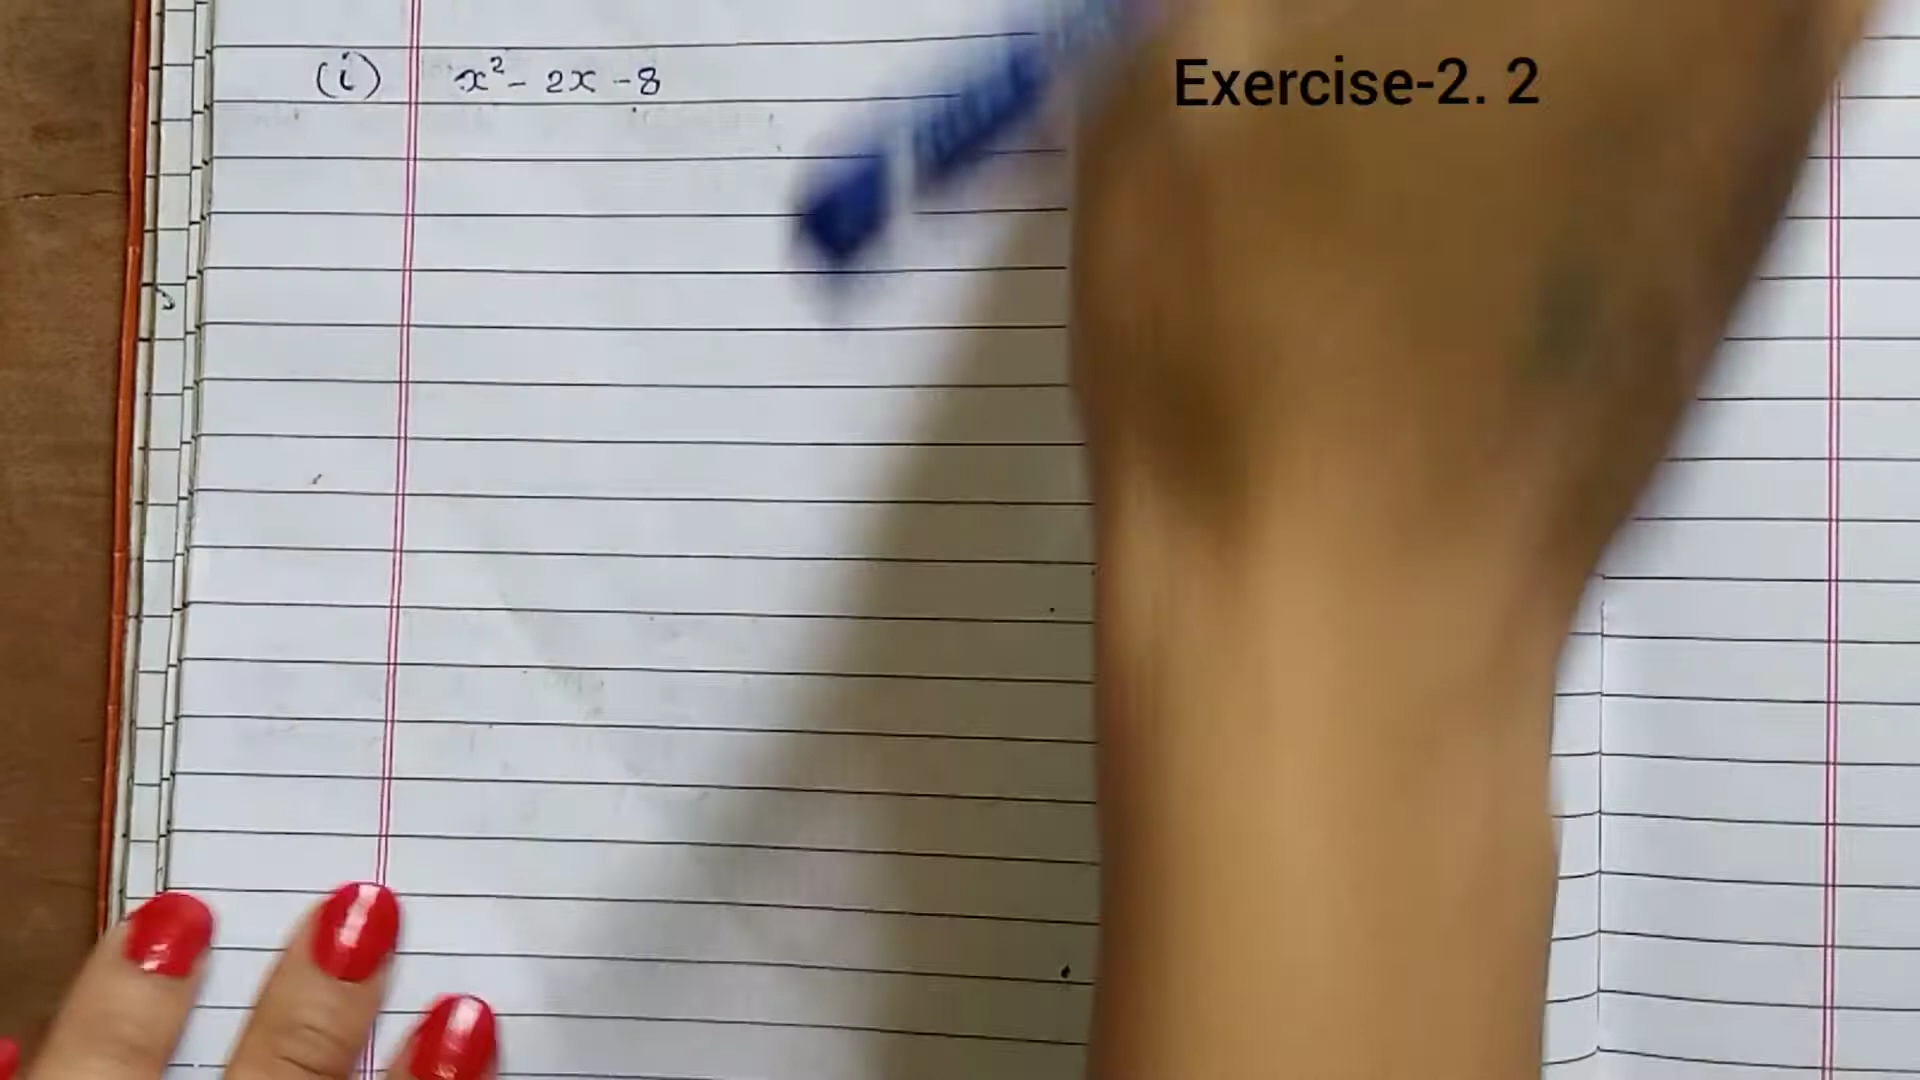 (i) x² - 2x - 8
Exercise-2. 2